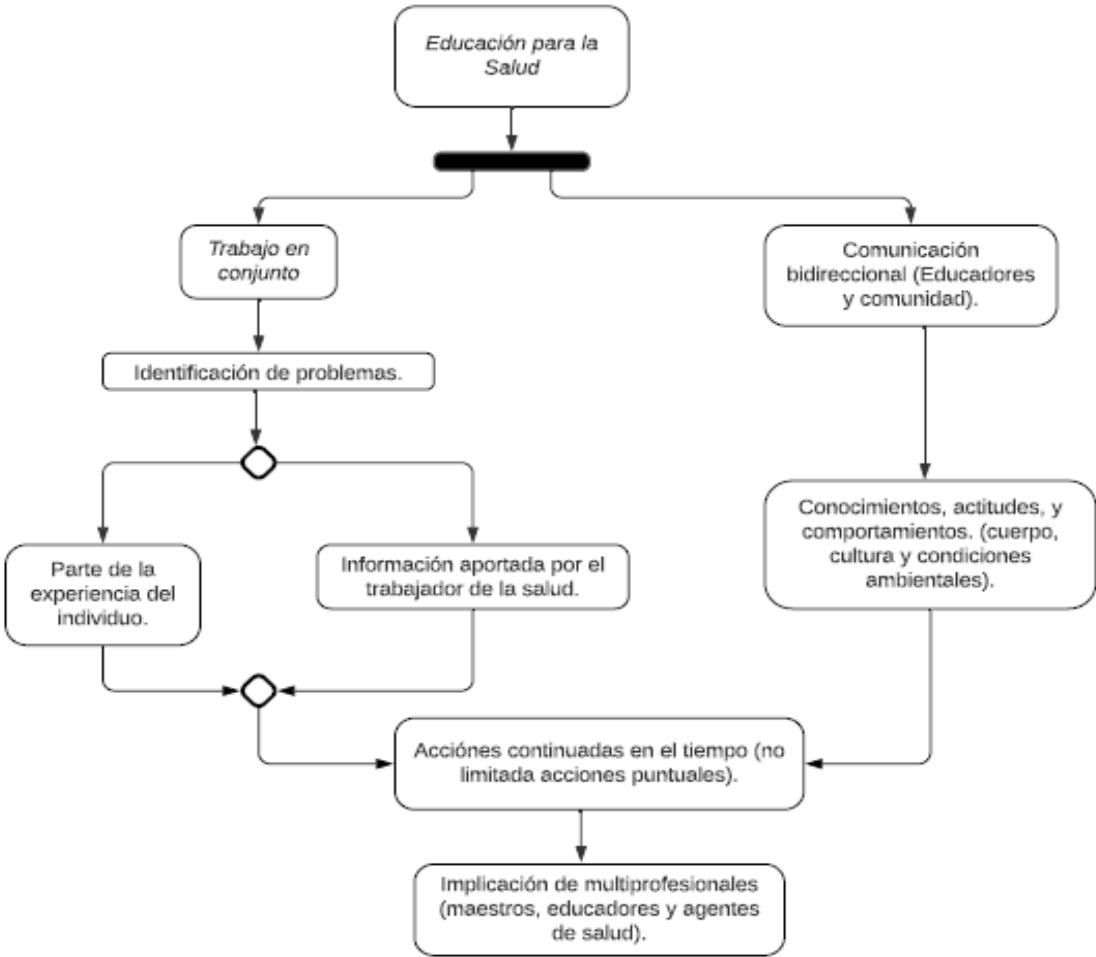 Educación para la
Salud
Trabajo en
conjunto
Comunicación
bidireccional (Educadores
y comunidad).
Identificación de problemas.
Conocimientos, actitudes, y
comportamientos. (cuerpo,
cultura y condiciones
ambientales).
Parte de la
experiencia del
individuo.
Información aportada por el
trabajador de la salud.
Acciónes continuadas en el tiempo (no
limitada acciones puntuales).
Implicación de multiprofesionales
(maestros, educadores y agentes
de salud).